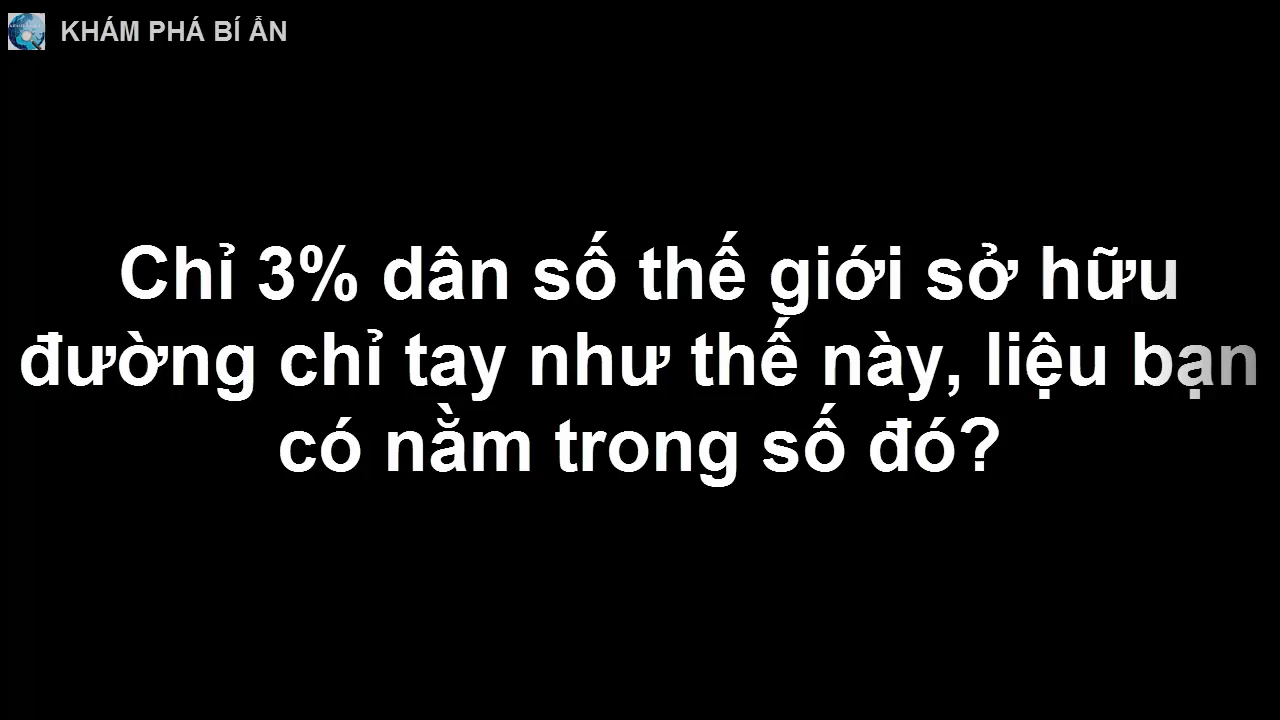 KHÁM PHÁ BÍ ẨN
Chỉ 3% dân số thế giới sở hữu
đường chỉ tay như thế này, liệu bạn
có nằm trong số đó?